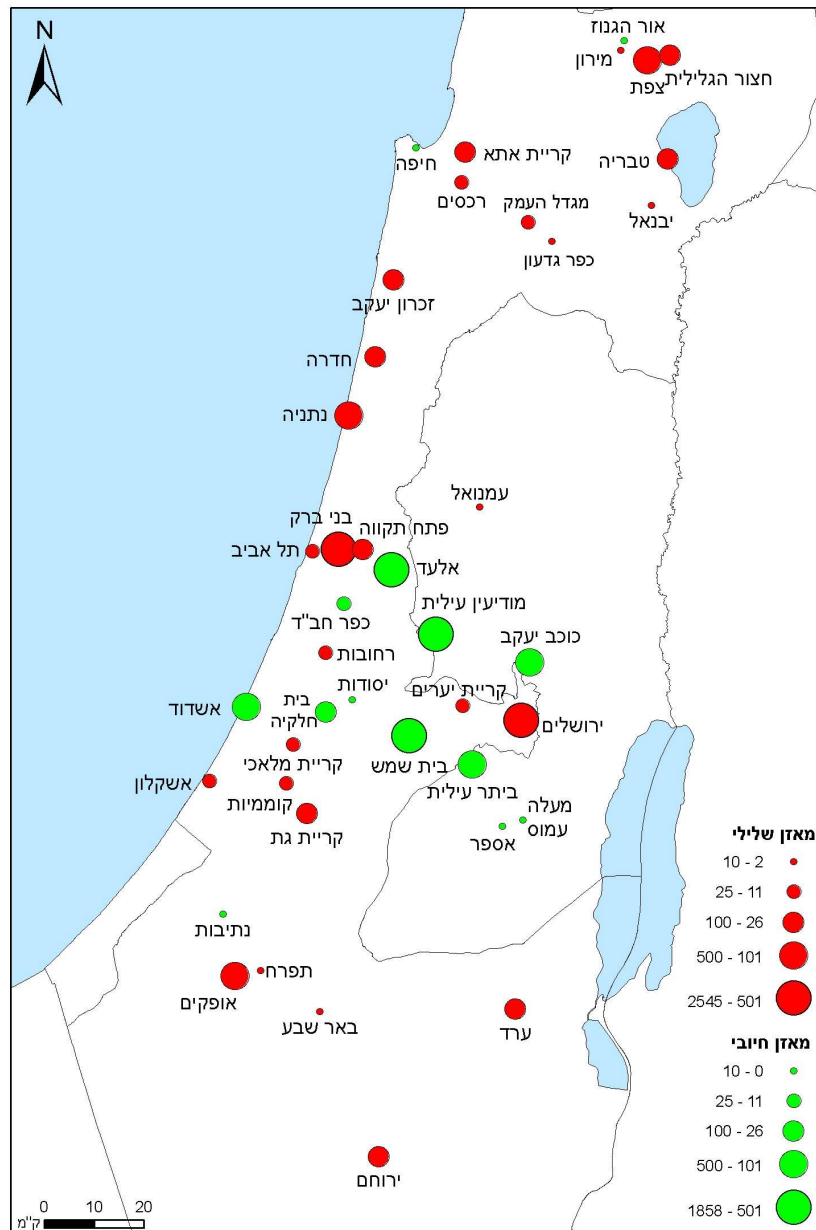 N
אור הגנוז
מירון
צפת
חצור הגלילית
חיפה
קריית אתא
טבריה
רכסים
מגדל העמק
יבנאל
כפר גדעון
זכרון יעקב
חדרה
נתניה
עמנואל
בני ברק
פתח תקווה
תל אביב
אלעד
מודיעין עילית
כפר חב"ד
כוכב יעקב
רחובות
יסודות
קריית יערים
אשדוד
בית
חלקיה
ירושלים
קריית מלאכי
בית שמש
ביתר עילית
אשקלון
קוממיות
קריית גת
מעלה
עמוס
אספר
נתיבות
תפרח
אופקים
באר שבע
ערד
ירוחם
מאזן שלילי
10 - 2
25 - 11
100 - 26
500 - 101
2545 - 501
מאזן חיובי
10 - 0
25 - 11
100 - 26
500 - 101
1858 - 501
0 10 20
ק"מ